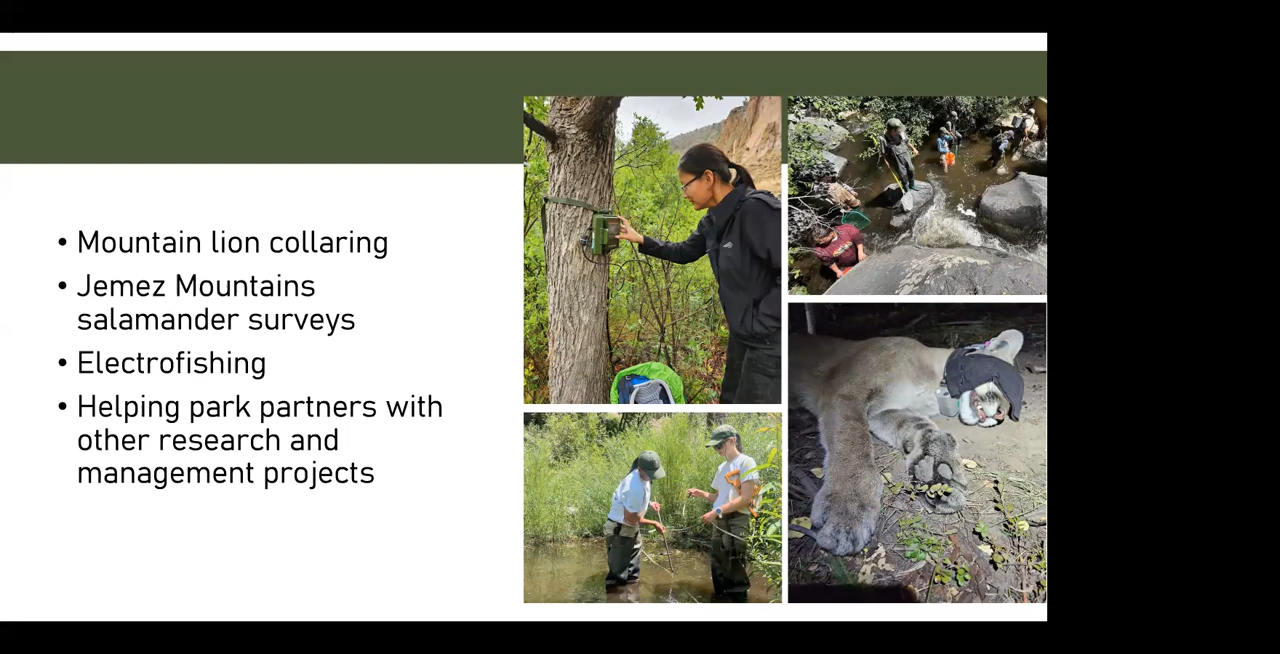 • Mountain lion collaring
• Jemez Mountains
salamander surveys
• Electrofishing
• Helping park partners with
other research and
management projects